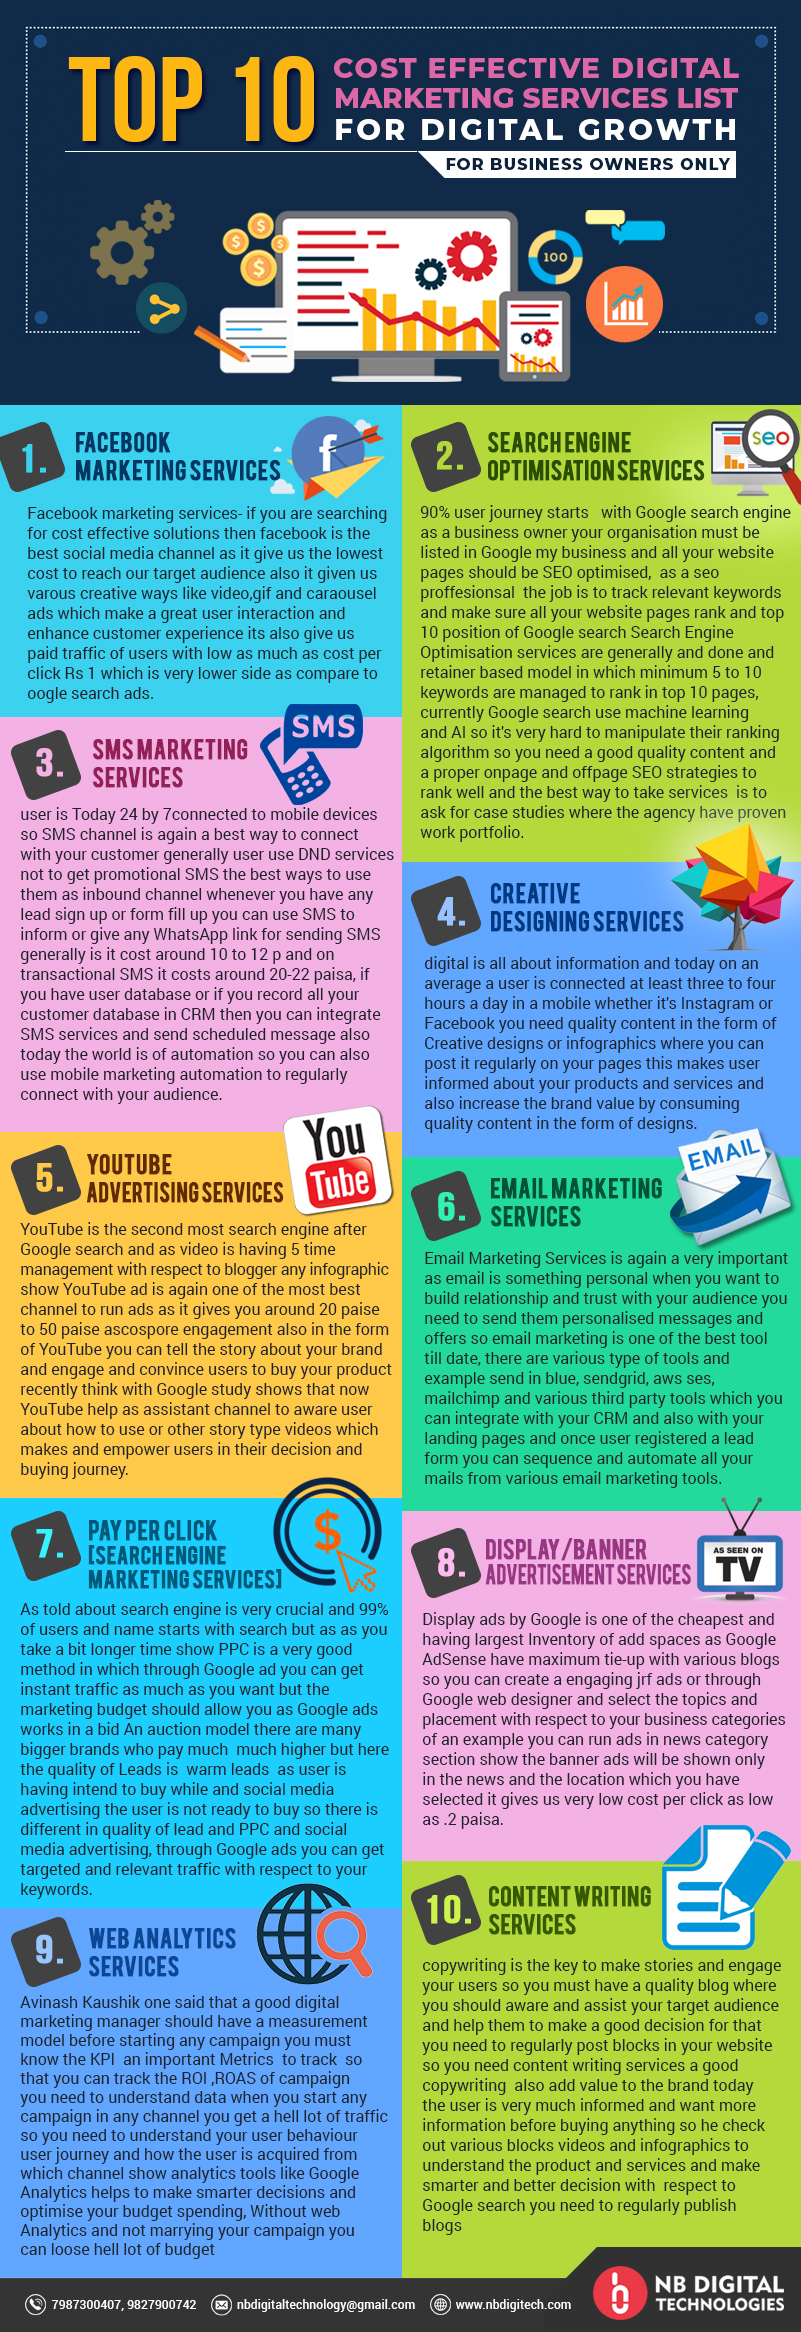 TOP 10
COST EFFECTIVE DIGITAL
MARKETING SERVICES LIST
FOR DIGITAL GROWTH
FOR BUSINESS OWNERS ONLY
100
1.
FACEBOOK
MARKETING SERVICES
f
Facebook marketing services- if you are searching
for cost effective solutions then facebook is the
best social media channel as it give us the lowest
cost to reach our target audience also it given us
varous creative ways like video,gif and caraousel
ads which make a great user interaction and
enhance customer experience its also give us
paid traffic of users with low as much as cost per
click Rs 1 which is very lower side as compare to
oogle search ads.
2.
SEARCH ENGINE
OPTIMISATION SERVICES
seo
90% user journey starts with Google search engine
as a business owner your organisation must be
listed in Google my business and all your website
pages should be SEO optimised, as a seo
proffesionsal the job is to track relevant keywords
and make sure all your website pages rank and top
10 position of Google search Search Engine
Optimisation services are generally and done and
retainer based model in which minimum 5 to 10
keywords are managed to rank in top 10 pages,
currently Google search use machine learning
and AI so it's very hard to manipulate their ranking
algorithm so you need a good quality content and
a proper onpage and offpage SEO strategies to
rank well and the best way to take services is to
ask for case studies where the agency have proven
work portfolio.
3.
SMS MARKETING
SERVICES
SMS
user is Today 24 by 7connected to mobile devices
so SMS channel is again a best way to connect
with your customer generally user use DND services
not to get promotional SMS the best ways to use
them as inbound channel whenever you have any
lead sign up or form fill up you can use SMS to
inform or give any WhatsApp link for sending SMS
generally is it cost around 10 to 12 p and on
transactional SMS it costs around 20-22 paisa, if
you have user database or if you record all your
customer database in CRM then you can integrate
SMS services and send scheduled message also
today the world is of automation so you can also
use mobile marketing automation to regularly
connect with your audience.
4.
CREATIVE
DESIGNING SERVICES
digital is all about information and today on an
average a user is connected at least three to four
hours a day in a mobile whether it's Instagram or
Facebook you need quality content in the form of
Creative designs or infographics where you can
post it regularly on your pages this makes user
informed about your products and services and
also increase the brand value by consuming
quality content in the form of designs.
5.
YOUTUBE
ADVERTISING SERVICES
You
Tube
YouTube is the second most search engine after
Google search and as video is having 5 time
management with respect to blogger any infographic
show YouTube ad is again one of the most best
channel to run ads as it gives you around 20 paise
to 50 paise ascospore engagement also in the form
of YouTube you can tell the story about your brand
and engage and convince users to buy your product
recently think with Google study shows that now
YouTube help as assistant channel to aware user
about how to use or other story type videos which
makes and empower users in their decision and
buying journey.
6.
EMAIL MARKETING
SERVICES
EMAIL
Email Marketing Services is again a very important
as email is something personal when you want to
build relationship and trust with your audience you
need to send them personalised messages and
offers so email marketing is one of the best tool
till date, there are various type of tools and
example send in blue, sendgrid, aws ses,
mailchimp and various third party tools which you
can integrate with your CRM and also with your
landing pages and once user registered a lead
form you can sequence and automate all your
mails from various email marketing tools.
7.
PAY PER CLICK
[SEARCH ENGINE
MARKETING SERVICES]
$
As told about search engine is very crucial and 99%
of users and name starts with search but as as you
take a bit longer time show PPC is a very good
method in which through Google ad you can get
instant traffic as much as you want but the
marketing budget should allow you as Google ads
works in a bid An auction model there are many
bigger brands who pay much much higher but here
the quality of Leads is warm leads as user is
having intend to buy while and social media
advertising the user is not ready to buy so there is
different in quality of lead and PPC and social
media advertising, through Google ads you can get
targeted and relevant traffic with respect to your
keywords.
8.
DISPLAY / BANNER
ADVERTISEMENT SERVICES
AS SEEN ON
TV
Display ads by Google is one of the cheapest and
having largest Inventory of add spaces as Google
AdSense have maximum tie-up with various blogs
so you can create a engaging jrf ads or through
Google web designer and select the topics and
placement with respect to your business categories
of an example you can run ads in news category
section show the banner ads will be shown only
in the news and the location which you have
selected it gives us very low cost per click as low
as .2 paisa.
9.
WEB ANALYTICS
SERVICES
Avinash Kaushik one said that a good digital
marketing manager should have a measurement
model before starting any campaign you must
know the KPI an important Metrics to track so
that you can track the ROI ,ROAS of campaign
you need to understand data when you start any
campaign in any channel you get a hell lot of traffic
so you need to understand your user behaviour
user journey and how the user is acquired from
which channel show analytics tools like Google
Analytics helps to make smarter decisions and
optimise your budget spending, Without web
Analytics and not marrying your campaign you
can loose hell lot of budget
10.
CONTENT WRITING
SERVICES
copywriting is the key to make stories and engage
your users so you must have a quality blog where
you should aware and assist your target audience
and help them to make a good decision for that
you need to regularly post blocks in your website
so you need content writing services a good
copywriting also add value to the brand today
the user is very much informed and want more
information before buying anything so he check
out various blocks videos and infographics to
understand the product and services and make
smarter and better decision with respect to
Google search you need to regularly publish
blogs
7987300407, 9827900742
nbdigitaltechnology@gmail.com
www.nbdigitech.com
NB DIGITAL
TECHNOLOGIES